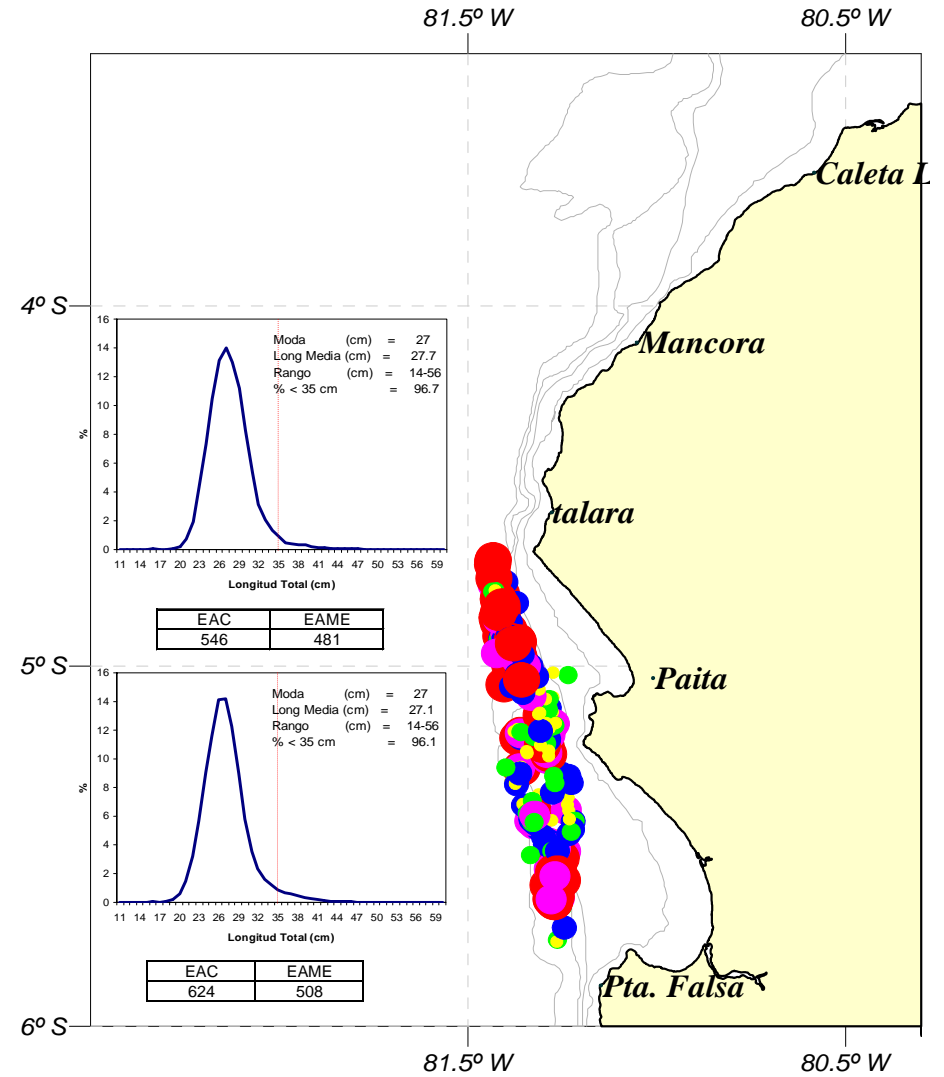 81.5º W 80.5º W
Caleta L
4º S
Mancora
talara
5º S
Paita
Pta. Falsa
6º S
81.5º W 80.5º W
16
14
12
10
8
6
4
2
0
%
Moda (cm) = 27
Long Media (cm) = 27.7
Rango (cm) = 14-56
% < 35 cm = 96.7
11 14 17 20 23 26 29 32 35 38 41 44 47 50 53 56 59
Longitud Total (cm)
EAC EAME
546 481
16
14
12
10
8
6
4
2
0
%
Moda (cm) = 27
Long Media (cm) = 27.1
Rango (cm) = 14-56
% < 35 cm = 96.1
11 14 17 20 23 26 29 32 35 38 41 44 47 50 53 56 59
Longitud Total (cm)
EAC EAME
624 508